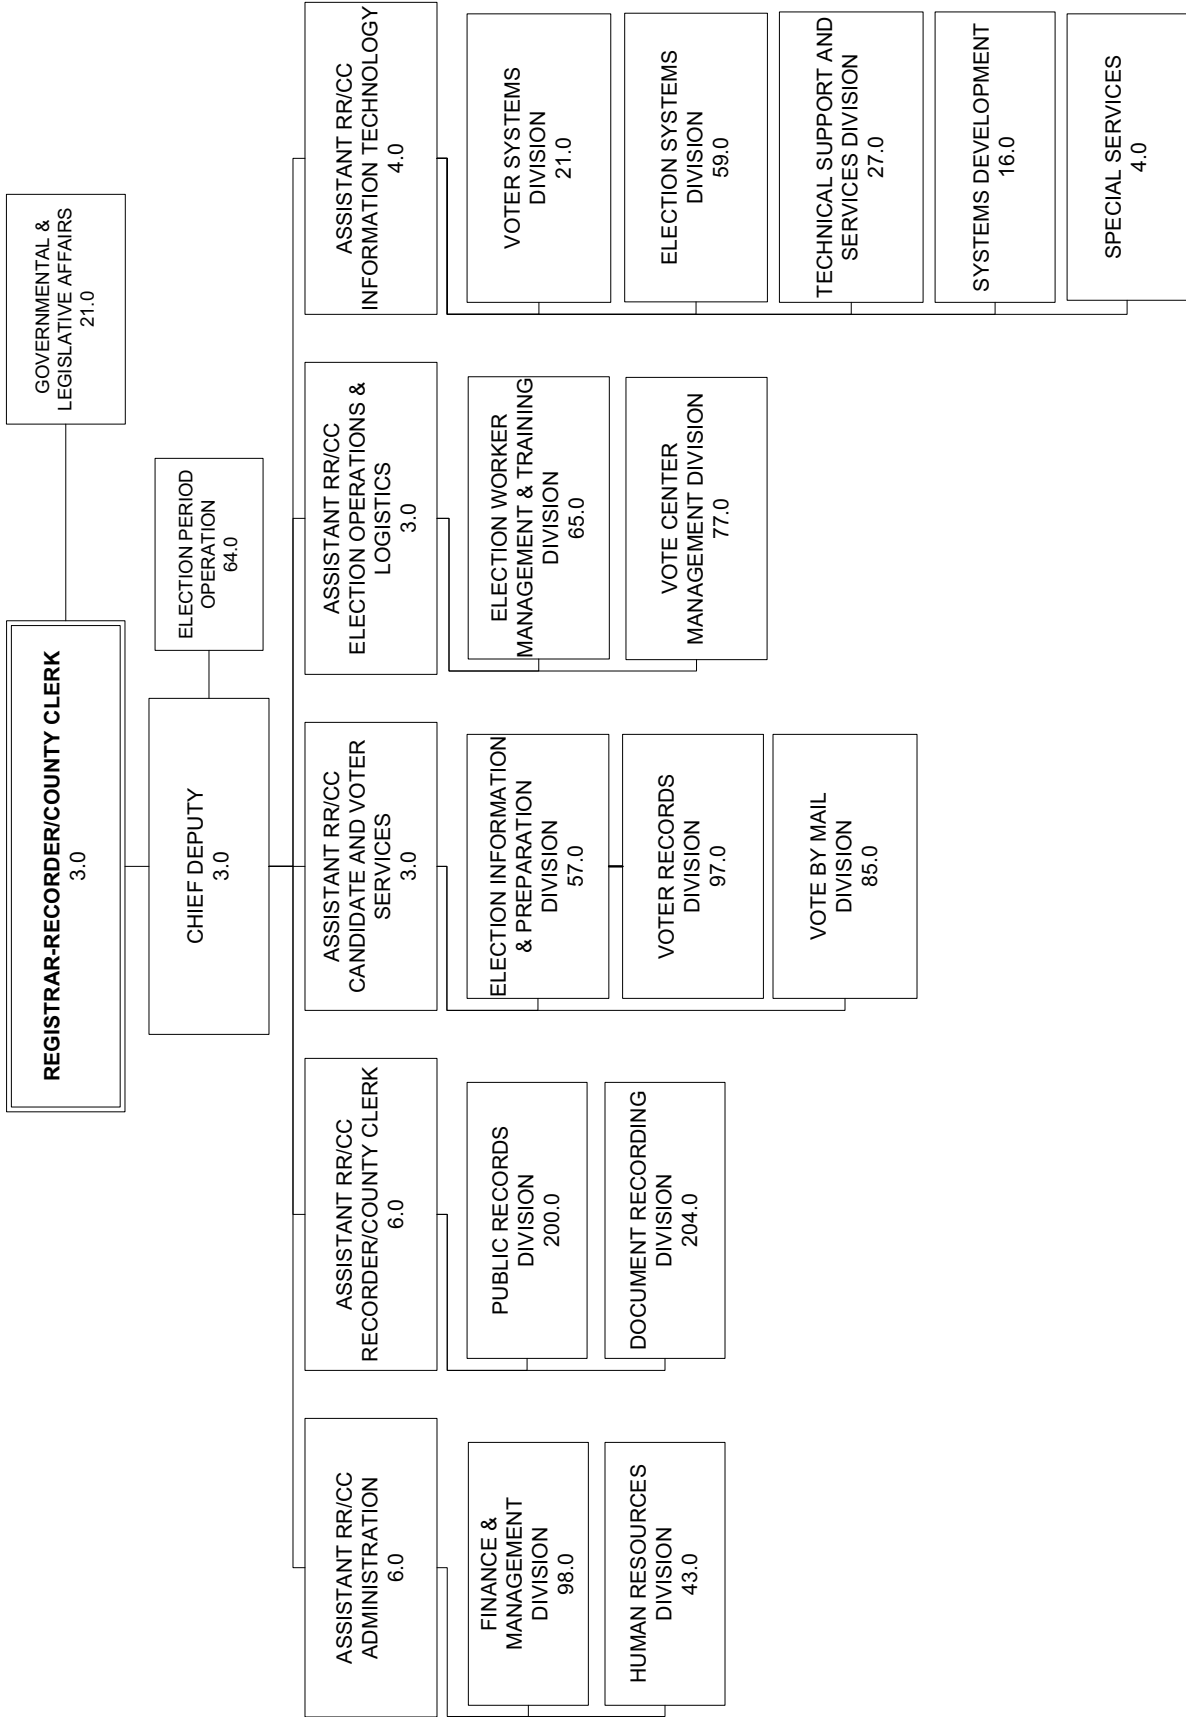 REGISTRAR-RECORDER/COUNTY CLERK
3.0
GOVERNMENTAL &
LEGISLATIVE AFFAIRS
21.0
CHIEF DEPUTY
3.0
ELECTION PERIOD
OPERATION
64.0
ASSISTANT RR/CC
ADMINISTRATION
6.0
FINANCE &
MANAGEMENT
DIVISION
98.0
HUMAN RESOURCES
DIVISION
43.0
ASSISTANT RR/CC
RECORDER/COUNTY CLERK
6.0
PUBLIC RECORDS
DIVISION
200.0
DOCUMENT RECORDING
DIVISION
204.0
ASSISTANT RR/CC
CANDIDATE AND VOTER
SERVICES
3.0
ELECTION INFORMATION
& PREPARATION
DIVISION
57.0
VOTER RECORDS
DIVISION
97.0
VOTE BY MAIL
DIVISION
85.0
ASSISTANT RR/CC
ELECTION OPERATIONS &
LOGISTICS
3.0
ELECTION WORKER
MANAGEMENT & TRAINING
DIVISION
65.0
VOTE CENTER
MANAGEMENT DIVISION
77.0
ASSISTANT RR/CC
INFORMATION TECHNOLOGY
4.0
VOTER SYSTEMS
DIVISION
21.0
ELECTION SYSTEMS
DIVISION
59.0
TECHNICAL SUPPORT AND
SERVICES DIVISION
27.0
SYSTEMS DEVELOPMENT
16.0
SPECIAL SERVICES
4.0